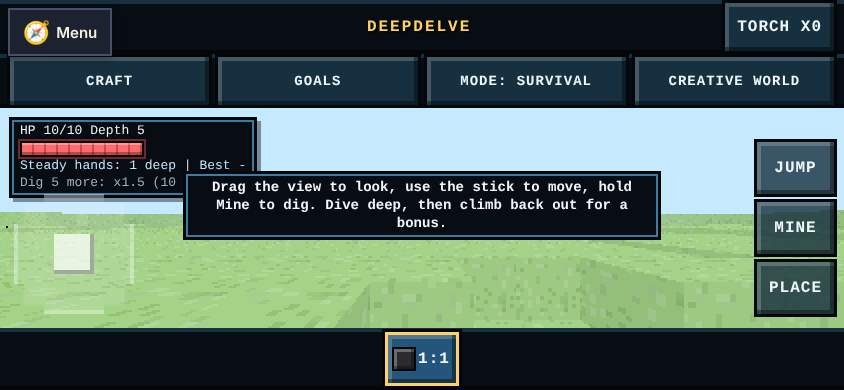 Menu
DEEPDELVE
TORCH X0
CRAFT
GOALS
MODE: SURVIVAL
CREATIVE WORLD
HP 10/10 Depth 5
Steady hands: 1 deep | Best -
Dig 5 more: x1.5 (10
Drag the view to look, use the stick to move, hold
Mine to dig. Dive deep, then climb back out for a
bonus.
JUMP
MINE
PLACE
1:1